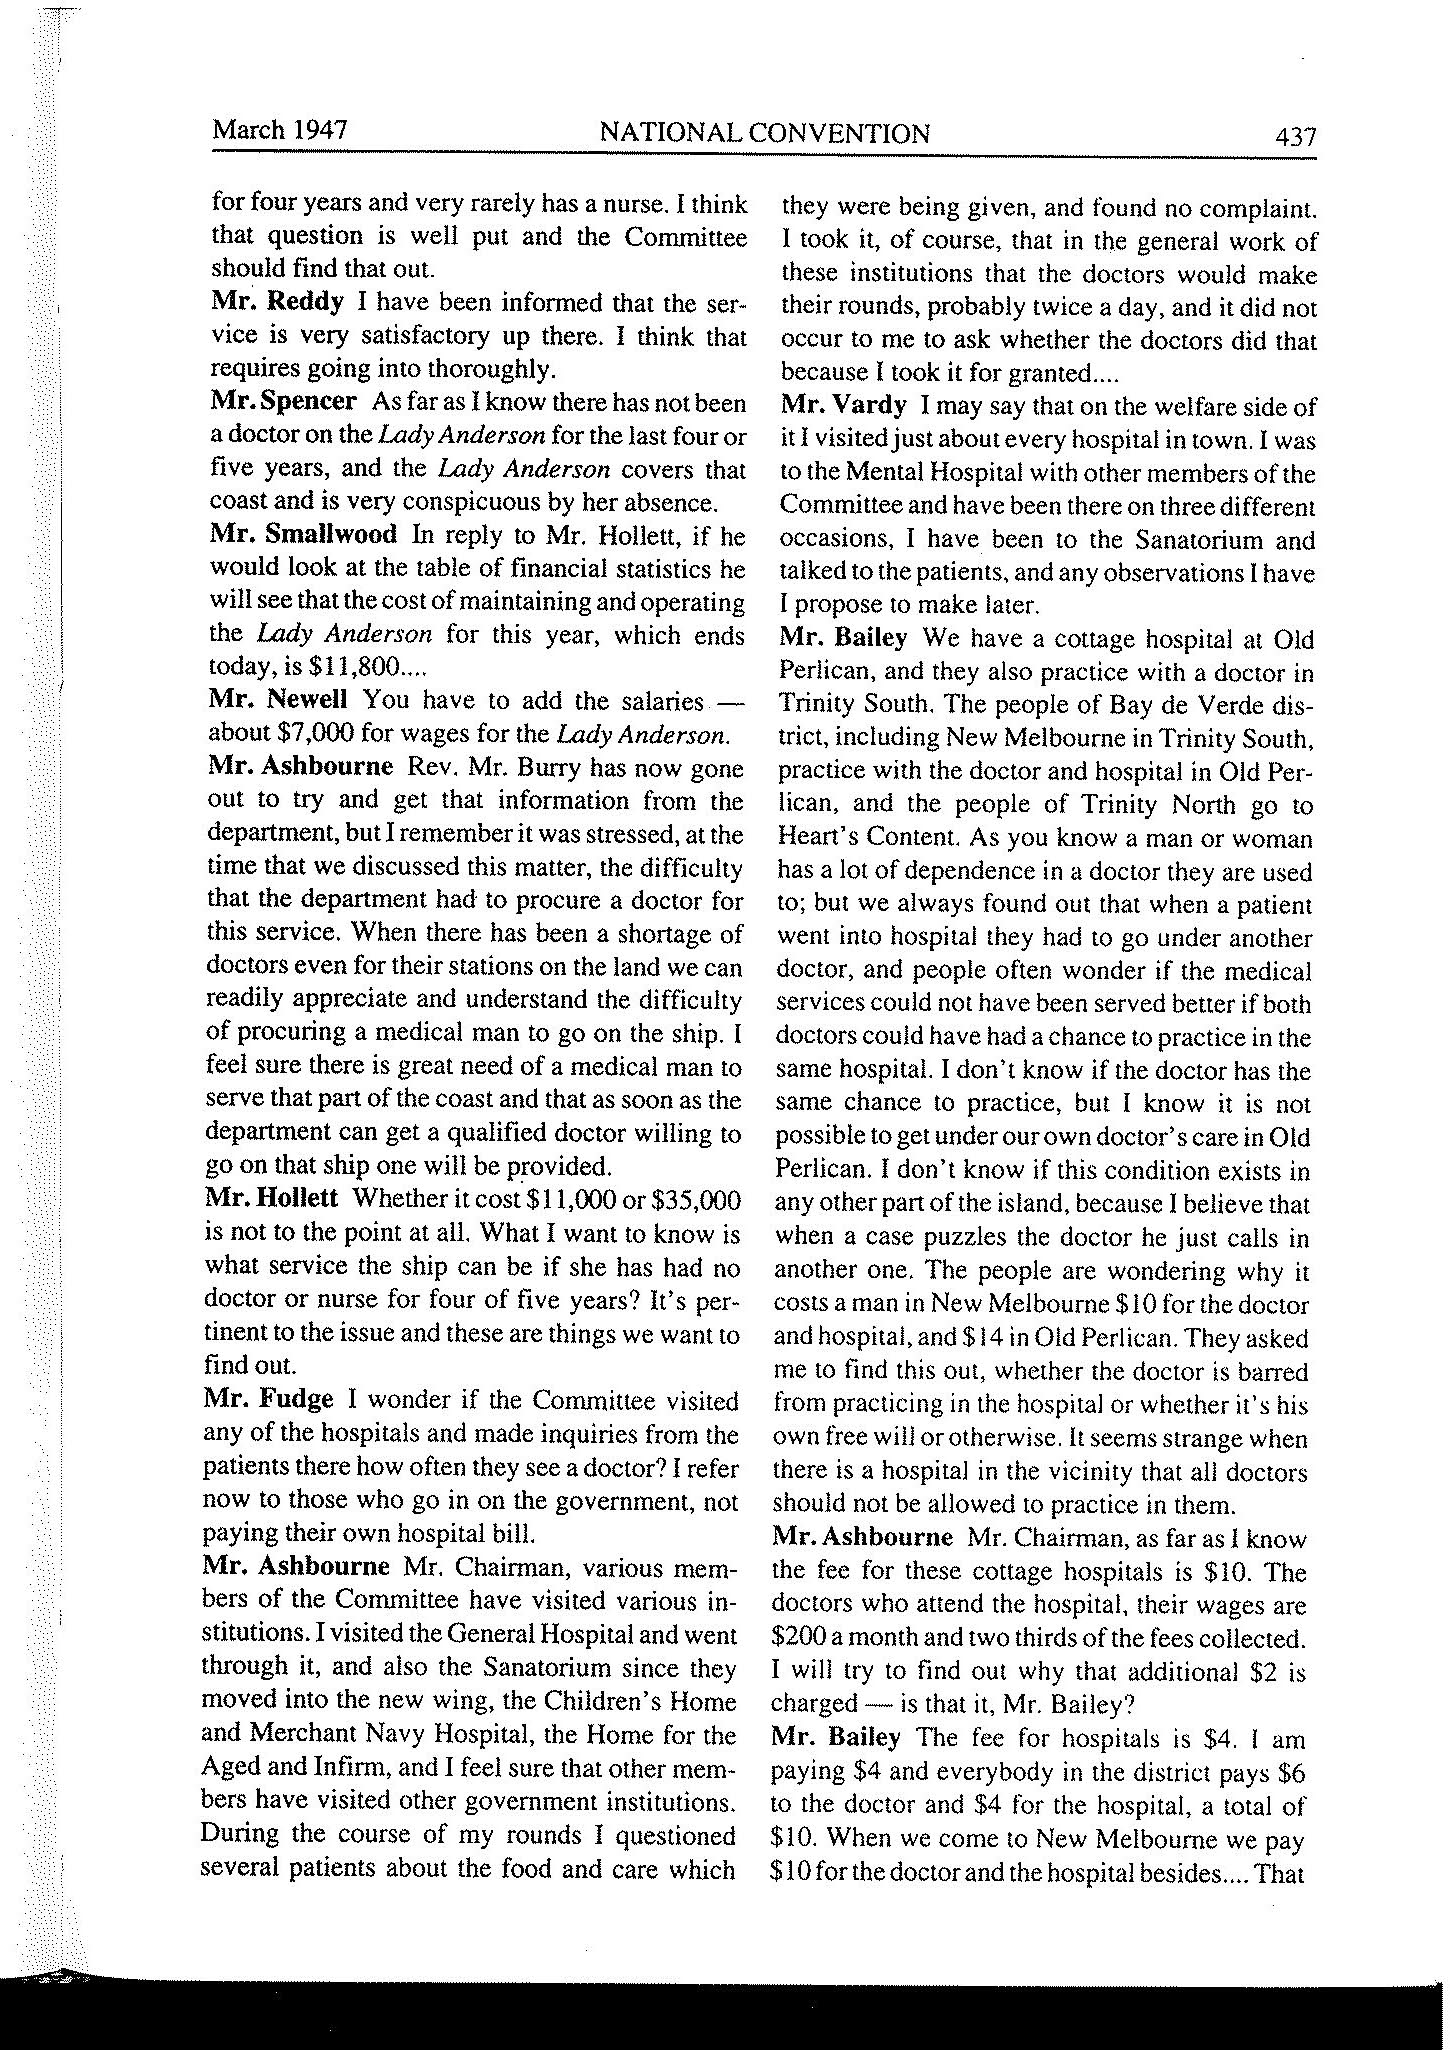 March 1947 NATIONAL CONVENTION 437
for four years and very rarely has a nurse. I think
that question is well put and the Committee
should find that out.
Mr. Reddy I have been informed that the ser-
vice is very satisfactory up there. I think that
requires going into thoroughly.
Mr. Spencer As far as I know there has not been
a doctor on the Lady Anderson for the last four or
five years, and the Lady Anderson covers that
coast and is very conspicuous by her absence.
Mr. Smallwood In reply to Mr. Hollett, if he
would look at the table of financial statistics he
will see that the cost of maintaining and operating
the Lady Anderson for this year, which ends
today, is $11,800....
Mr. Newell You have to add the salaries —
about $7,000 for wages for the Lady Anderson.
Mr. Ashbourne Rev. Mr. Burry has now gone
out to try and get that information from the
department, but I remember it was stressed, at the
time that we discussed this matter, the difficulty
that the department had to procure a doctor for
this service. When there has been a shortage of
doctors even for their stations on the land we can
readily appreciate and understand the difficulty
of procuring a medical man to go on the ship. I
feel sure there is great need of a medical man to
serve that part of the coast and that as soon as the
department can get a qualified doctor willing to
go on that ship one will be provided.
Mr. Hollett Whether it cost $11,000 or $35,000
is not to the point at all. What I want to know is
what service the ship can be if she has had no
doctor or nurse for four of five years? It's per-
tinent to the issue and these are things we want to
find out.
Mr. Fudge I wonder if the Committee visited
any of the hospitals and made inquiries from the
patients there how often they see a doctor? I refer
now to those who go in on the government, not
paying their own hospital bill.
Mr. Ashbourne Mr. Chairman, various mem-
bers of the Committee have visited various in-
stitutions. I visited the General Hospital and went
through it, and also the Sanatorium since they
moved into the new wing, the Children's Home
and Merchant Navy Hospital, the Home for the
Aged and Infirm, and I feel sure that other mem-
bers have visited other government institutions.
During the course of my rounds I questioned
several patients about the food and care which
they were being given, and found no complaint.
I took it, of course, that in the general work of
these institutions that the doctors would make
their rounds, probably twice a day, and it did not
occur to me to ask whether the doctors did that
because I took it for granted....
Mr. Vardy I may say that on the welfare side of
it I visited just about every hospital in town. I was
to the Mental Hospital with other members of the
Committee and have been there on three different
occasions, I have been to the Sanatorium and
talked to the patients, and any observations I have
I propose to make later.
Mr. Bailey We have a cottage hospital at Old
Perlican, and they also practice with a doctor in
Trinity South. The people of Bay de Verde dis-
trict, including New Melbourne in Trinity South,
practice with the doctor and hospital in Old Per-
lican, and the people of Trinity North go to
Heart's Content. As you know a man or woman
has a lot of dependence in a doctor they are used
to; but we always found out that when a patient
went into hospital they had to go under another
doctor, and people often wonder if the medical
services could not have been served better if both
doctors could have had a chance to practice in the
same hospital. I don't know if the doctor has the
same chance to practice, but I know it is not
possible to get under our own doctor's care in Old
Perlican. I don't know if this condition exists in
any other part of the island, because I believe that
when a case puzzles the doctor he just calls in
another one. The people are wondering why it
costs a man in New Melbourne $10 for the doctor
and hospital, and $14 in Old Perlican. They asked
me to find this out, whether the doctor is barred
from practicing in the hospital or whether it's his
own free will or otherwise. It seems strange when
there is a hospital in the vicinity that all doctors
should not be allowed to practice in them.
Mr. Ashbourne Mr. Chairman, as far as I know
the fee for these cottage hospitals is $10. The
doctors who attend the hospital, their wages are
$200 a month and two thirds of the fees collected.
I will try to find out why that additional $2 is
charged — is that it, Mr. Bailey?
Mr. Bailey The fee for hospitals is $4. I am
paying $4 and everybody in the district pays $6
to the doctor and $4 for the hospital, a total of
$10. When we come to New Melbourne we pay
$10 for the doctor and the hospital besides.... That